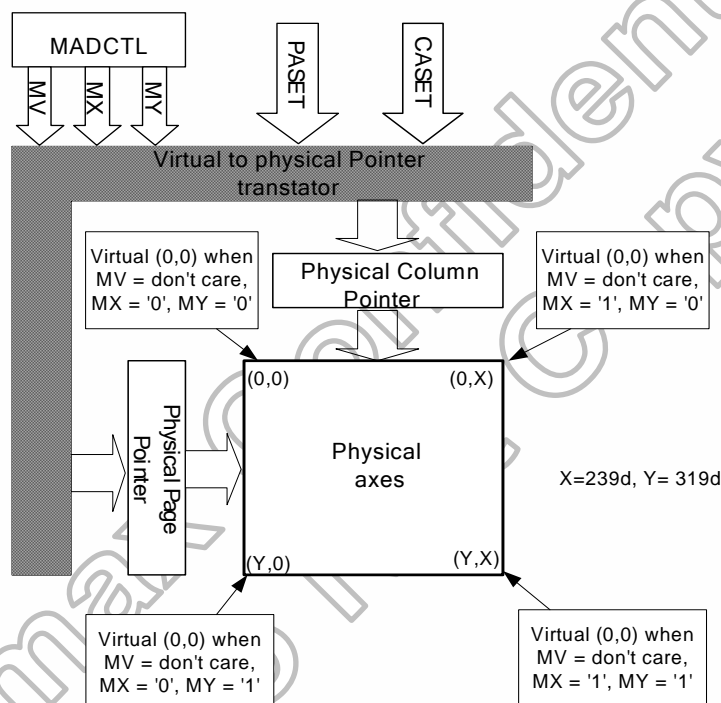 MADCTL
MV
MX
MY
PASET
CASET
Virtual to physical Pointer
transtator
Virtual (0,0) when
MV = don't care,
MX = '0', MY = '0'
Physical Column
Pointer
Virtual (0,0) when
MV = don't care,
MX = '1', MY = '0'
(0,0)
(0,X)
Physical Page
Pointer
Physical
axes
X=239d, Y= 319d
(Y,0)
(Y,X)
Virtual (0,0) when
MV = don't care,
MX = '0', MY = '1'
Virtual (0,0) when
MV = don't care,
MX = '1', MY = '1'